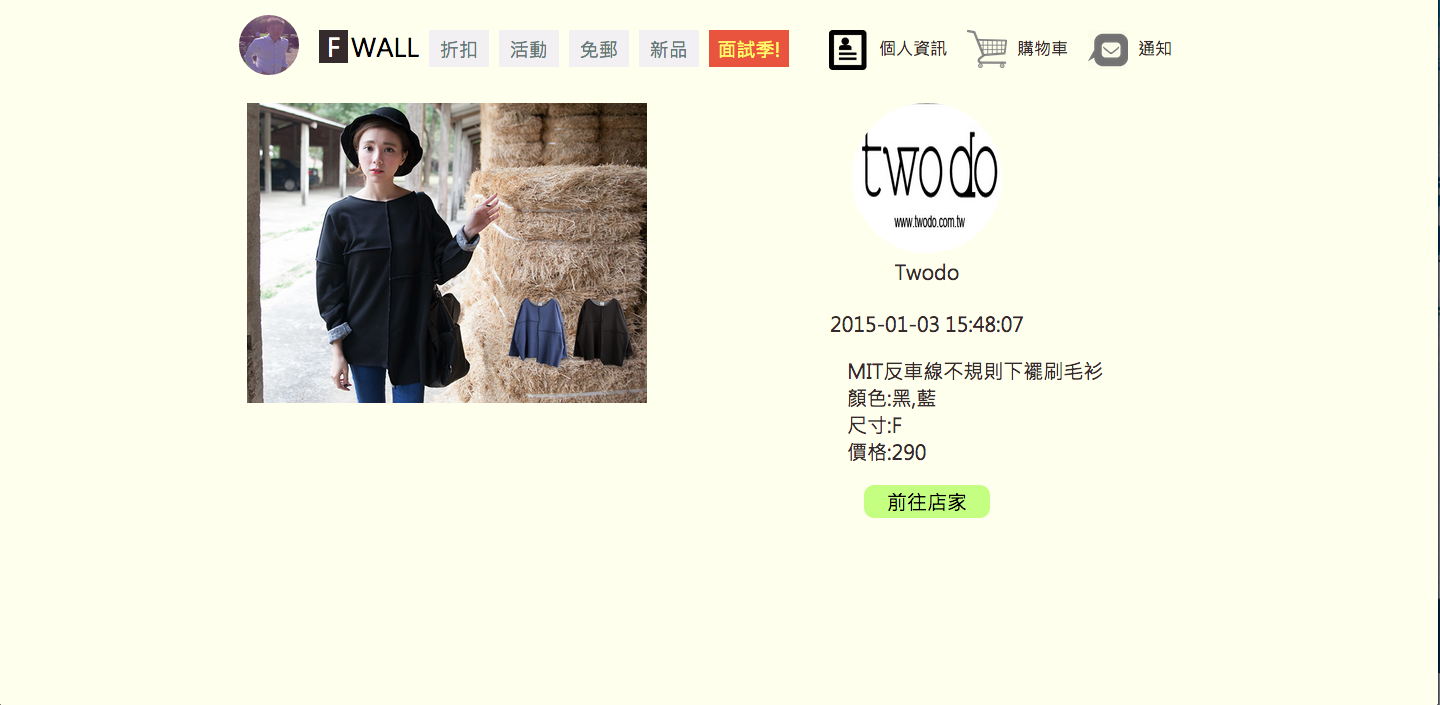 F WALL
折扣
活動
免郵
新品
面試季!
個人資訊
購物車
通知
two do
www.twodo.com.tw
Twodo
2015-01-03 15:48:07
MIT反車線不規則下襬刷毛衫
顏色:黑,藍
尺寸:F
價格:290
前往店家